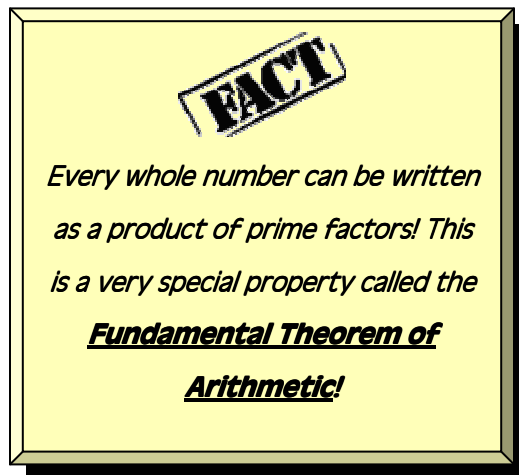 FACT
Every whole number can be written
as a product of prime factors! This
is a very special property called the
Fundamental Theorem of
Arithmetic!